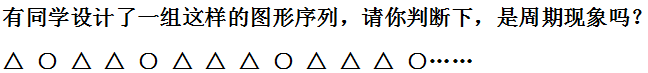 有同学设计了一组这样的图形序列，请你判断下，是周期现象吗？
△ ○ △ △ ○ △ △ △ ○ △ △ △ ○……